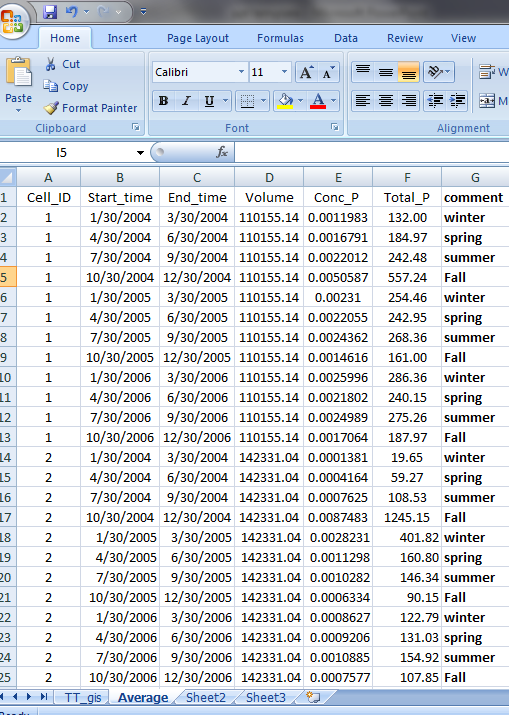 Home Insert Page Layout Formulas Data Review View
Cut
Copy
Format Painter
Paste
Calibri 11 A A
B I U A
Clipboard Font Alignment
I5 fx
A B C D E F G
1 Cell_ID Start_time End_time Volume Conc_P Total_P comment
2 1 1/30/2004 3/30/2004 110155.14 0.0011983 132.00 winter
3 1 4/30/2004 6/30/2004 110155.14 0.0016791 184.97 spring
4 1 7/30/2004 9/30/2004 110155.14 0.0022012 242.48 summer
5 1 10/30/2004 12/30/2004 110155.14 0.0050587 557.24 Fall
6 1 1/30/2005 3/30/2005 110155.14 0.00231 254.46 winter
7 1 4/30/2005 6/30/2005 110155.14 0.0022055 242.95 spring
8 1 7/30/2005 9/30/2005 110155.14 0.0024362 268.36 summer
9 1 10/30/2005 12/30/2005 110155.14 0.0014616 161.00 Fall
10 1 1/30/2006 3/30/2006 110155.14 0.0025996 286.36 winter
11 1 4/30/2006 6/30/2006 110155.14 0.0021802 240.15 spring
12 1 7/30/2006 9/30/2006 110155.14 0.0024989 275.26 summer
13 1 10/30/2006 12/30/2006 110155.14 0.0017064 187.97 Fall
14 2 1/30/2004 3/30/2004 142331.04 0.0001381 19.65 winter
15 2 4/30/2004 6/30/2004 142331.04 0.0004164 59.27 spring
16 2 7/30/2004 9/30/2004 142331.04 0.0007625 108.53 summer
17 2 10/30/2004 12/30/2004 142331.04 0.0087483 1245.15 Fall
18 2 1/30/2005 3/30/2005 142331.04 0.0028231 401.82 winter
19 2 4/30/2005 6/30/2005 142331.04 0.0011298 160.80 spring
20 2 7/30/2005 9/30/2005 142331.04 0.0010282 146.34 summer
21 2 10/30/2005 12/30/2005 142331.04 0.0006334 90.15 Fall
22 2 1/30/2006 3/30/2006 142331.04 0.0008627 122.79 winter
23 2 4/30/2006 6/30/2006 142331.04 0.0009206 131.03 spring
24 2 7/30/2006 9/30/2006 142331.04 0.0010885 154.92 summer
25 2 10/30/2006 12/30/2006 142331.04 0.0007577 107.85 Fall
TT_gis Average Sheet2 Sheet3